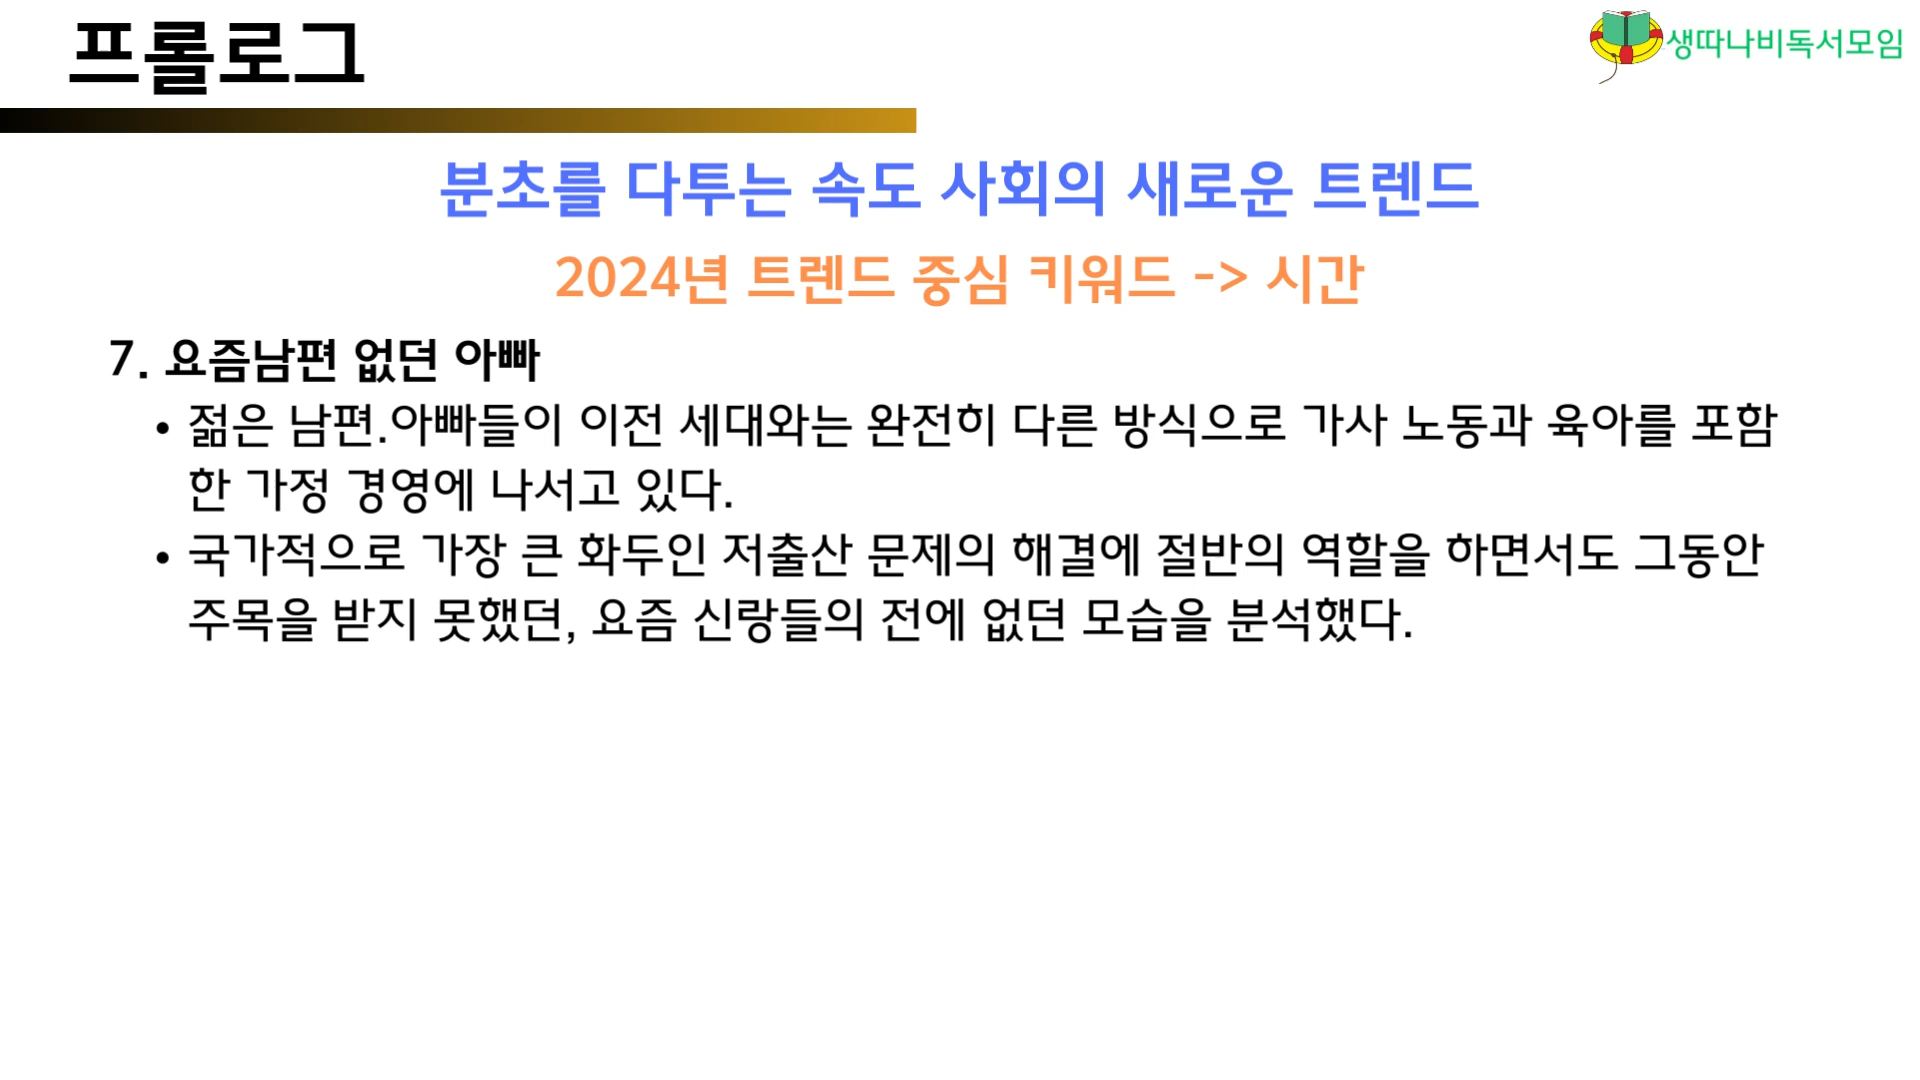 프롤로그
생따나비독서모임
분초를 다투는 속도 사회의 새로운 트렌드
2024년 트렌드 중심 키워드 -> 시간
7. 요즘남편 없던 아빠
• 젊은 남편.아빠들이 이전 세대와는 완전히 다른 방식으로 가사 노동과 육아를 포함
한 가정 경영에 나서고 있다.
• 국가적으로 가장 큰 화두인 저출산 문제의 해결에 절반의 역할을 하면서도 그동안
주목을 받지 못했던, 요즘 신랑들의 전에 없던 모습을 분석했다.